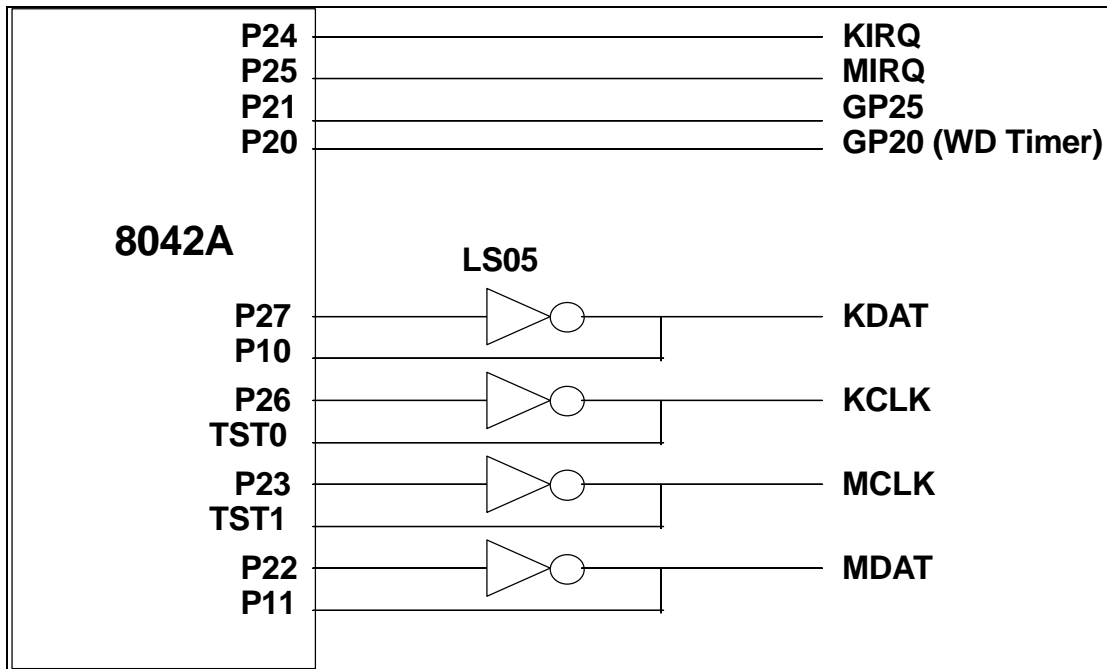 P24 KIRQ
P25 MIRQ
P21 GP25
P20 GP20 (WD Timer)
8042A
LS05
P27 KDAT
P10
P26 KCLK
TST0
P23 MCLK
TST1
P22 MDAT
P11